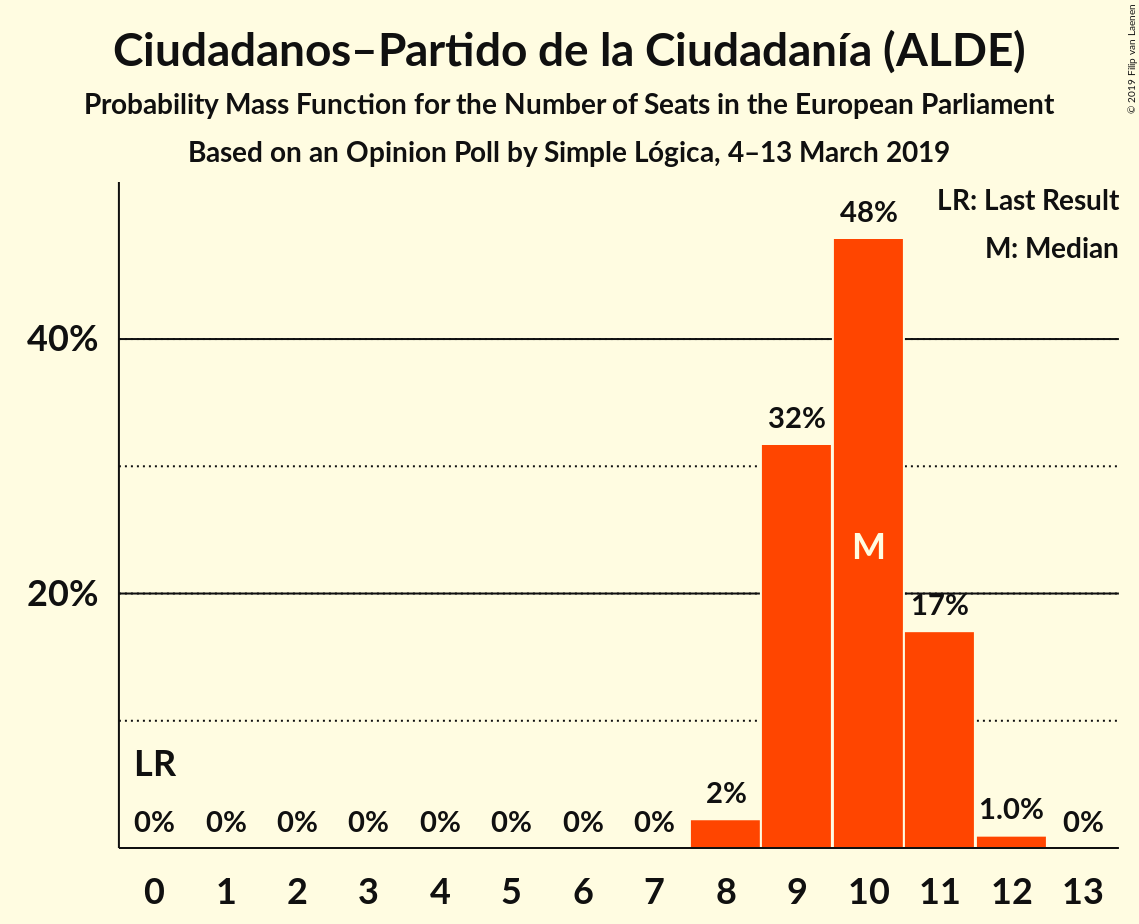 Ciudadanos–Partido de la Ciudadanía (ALDE)
Probability Mass Function for the Number of Seats in the European Parliament
Based on an Opinion Poll by Simple Lógica, 4–13 March 2019
© 2019 Filip van Laenen
LR: Last Result
M: Median
48%
40%
32%
M
20%
17%
LR
0% 0% 0% 0% 0% 0% 0% 0% 2% 1.0% 0%
0 1 2 3 4 5 6 7 8 9 10 11 12 13